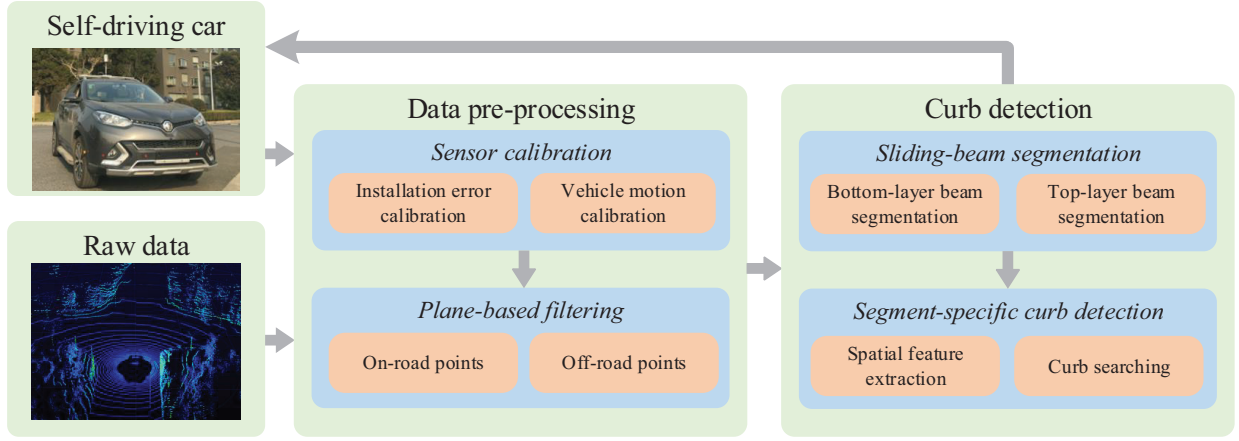 Self-driving car
Raw data
Data pre-processing
Sensor calibration
Installation error
calibration
Vehicle motion
calibration
Plane-based filtering
On-road points
Off-road points
Curb detection
Sliding-beam segmentation
Bottom-layer beam
segmentation
Top-layer beam
segmentation
Segment-specific curb detection
Spatial feature
extraction
Curb searching